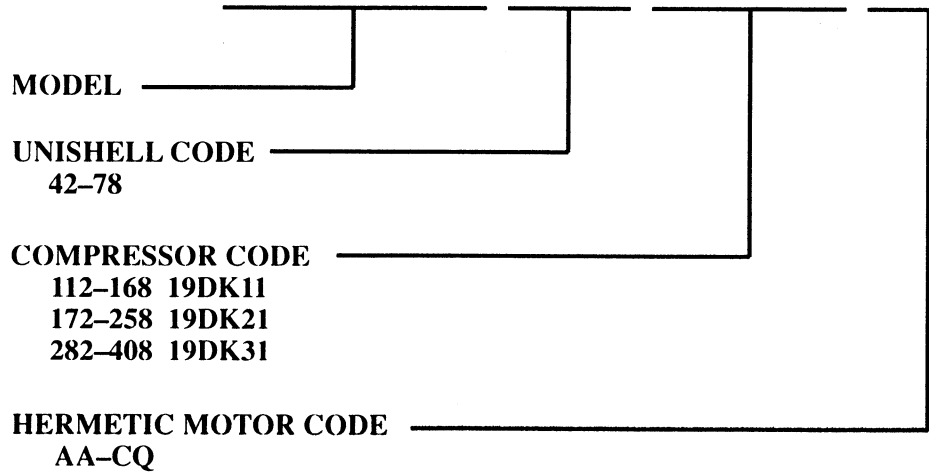 MODEL
UNISHELL CODE
42–78
COMPRESSOR CODE
112–168 19DK11
172–258 19DK21
282–408 19DK31
HERMETIC MOTOR CODE
AA–CQ